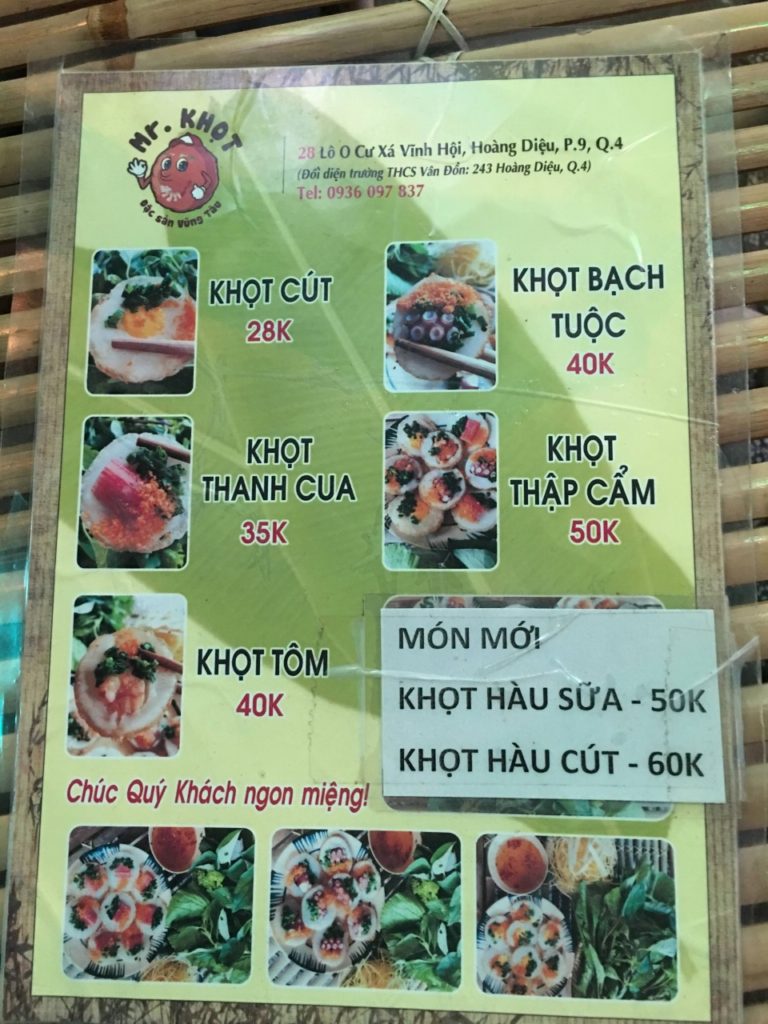 Mr. KHỌT
Đặc sản Vũng Tàu
28 Lô O Cư Xá Vĩnh Hội, Hoàng Diệu, P.9, Q.4
(Đối diện trường THCS Vân Đồn: 243 Hoàng Diệu, Q.4)
Tel: 0936 097 837
KHỌT CÚT
28K
KHỌT BẠCH
TUỘC
40K
KHỌT
THANH CUA
35K
KHỌT
THẬP CẨM
50K
KHỌT TÔM
40K
MÓN MỚI
KHỌT HÀU SỮA - 50K
KHỌT HÀU CÚT - 60K
Chúc Quý Khách ngon miệng!